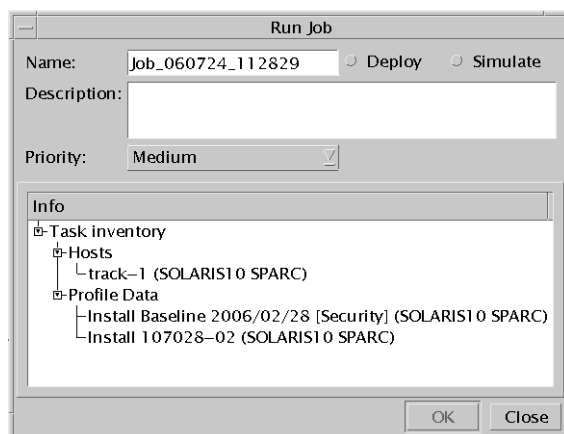 Run Job
Name: Job_060724_112829 Deploy Simulate
Description:
Priority: Medium
Info
Task inventory
Hosts
track-1 (SOLARIS10 SPARC)
Profile Data
Install Baseline 2006/02/28 [Security] (SOLARIS10 SPARC)
Install 107028-02 (SOLARIS10 SPARC)
OK Close